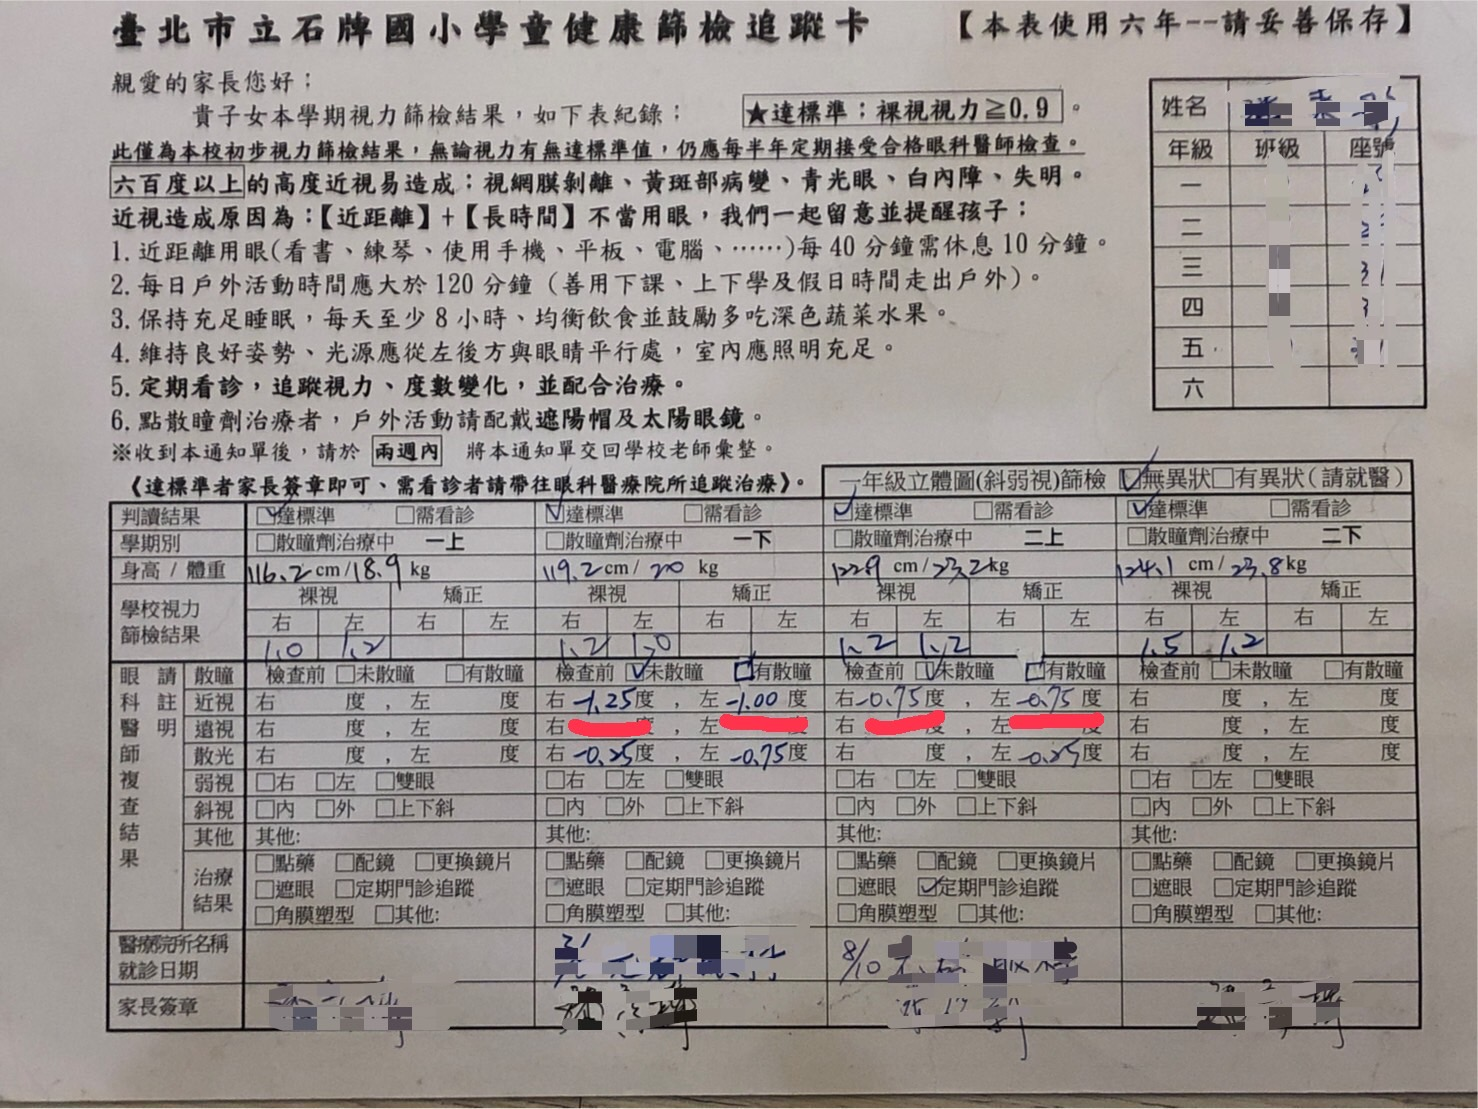 臺北市立石牌國小學童健康篩檢追蹤卡 【本表使用六年--請妥善保存】
親愛的家長您好：
貴子女本學期視力篩檢結果，如下表紀錄： ★達標準：裸視視力≧0.9 。
此僅為本校初步視力篩檢結果，無論視力有無達標準值，仍應每半年定期接受合格眼科醫師檢查。
六百度以上的高度近視易造成：視網膜剝離、黃斑部病變、青光眼、白內障、失明。
近視造成原因為：【近距離】+【長時間】不當用眼，我們一起留意並提醒孩子：
1. 近距離用眼(看書、練琴、使用手機、平板、電腦、……)每 40 分鐘需休息 10 分鐘。
2. 每日戶外活動時間應大於 120 分鐘（善用下課、上下學及假日時間走出戶外）。
3. 保持充足睡眠，每天至少 8 小時、均衡飲食並鼓勵多吃深色蔬菜水果。
4. 維持良好姿勢、光源應從左後方與眼睛平行處，室內應照明充足。
5. 定期看診，追蹤視力、度數變化，並配合治療。
6. 點散瞳劑治療者，戶外活動請配戴遮陽帽及太陽眼鏡。
※收到本通知單後，請於 兩週內 將本通知單交回學校老師彙整。
姓名
年級 班級 座號
一
二
三
四
五
六
《達標準者家長簽章即可、需看診者請帶往眼科醫療院所追蹤治療》。 一年級立體圖(斜弱視)篩檢 ☑無異狀□有異狀(請就醫)
判讀結果 ☑達標準 □需看診 ☑達標準 □需看診 ☑達標準 □需看診 ☑達標準 □需看診
學期別 □散瞳劑治療中 一上 □散瞳劑治療中 一下 □散瞳劑治療中 二上 □散瞳劑治療中 二下
身高 / 體重 116.2 cm/18.9 kg 119.2 cm/ 20 kg 122.9 cm/23.2 kg 124.1 cm/23.8 kg
學校視力 裸視 矯正 裸視 矯正 裸視 矯正 裸視 矯正
篩檢結果 右 左 右 左 右 左 右 左 右 左 右 左 右 左 右 左
1.0 1.2 1.2 1.0 1.2 1.2 1.5 1.2
眼科醫師複查結果 請註明
散瞳 檢查前 □未散瞳 □有散瞳 檢查前 ☑未散瞳 □有散瞳 檢查前 ☑未散瞳 □有散瞳 檢查前 □未散瞳 □有散瞳
近視 右 度，左 度 右 -1.25 度，左 -1.00 度 右 -0.75 度，左 -0.75 度 右 度，左 度
遠視 右 度，左 度 右 度，左 度 右 度，左 度 右 度，左 度
散光 右 度，左 度 右 -0.25 度，左 -0.75 度 右 度，左 -0.25 度 右 度，左 度
弱視 □右 □左 □雙眼 □右 □左 □雙眼 □右 □左 □雙眼 □右 □左 □雙眼
斜視 □內 □外 □上下斜 □內 □外 □上下斜 □內 □外 □上下斜 □內 □外 □上下斜
其他 其他: 其他: 其他: 其他:
治療結果 □點藥 □配鏡 □更換鏡片 □點藥 □配鏡 □更換鏡片 □點藥 □配鏡 □更換鏡片 □點藥 □配鏡 □更換鏡片
□遮眼 □定期門診追蹤 □遮眼 □定期門診追蹤 □遮眼 ☑定期門診追蹤 □遮眼 □定期門診追蹤
□角膜塑型 □其他: □角膜塑型 □其他: □角膜塑型 □其他: □角膜塑型 □其他:
醫療院所名稱
就診日期 8/10
家長簽章